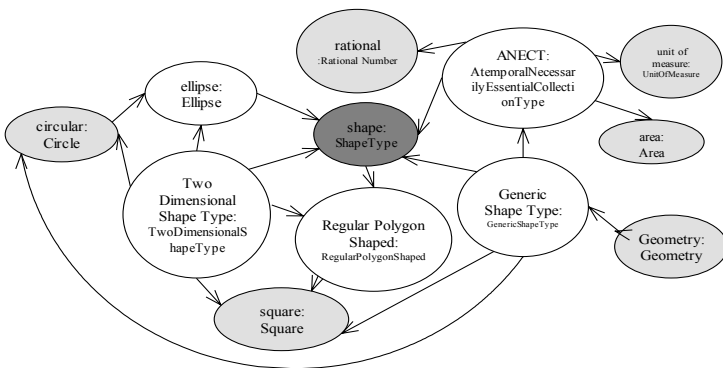 rational
:Rational Number
ANECT:
AtemporalNecessar
ilyEssentialCollecti
onType
unit of
measure:
UnitOfMeasure
ellipse:
Ellipse
circular:
Circle
shape:
ShapeType
area:
Area
Two
Dimensional
Shape Type:
TwoDimensionalS
hapeType
Regular Polygon
Shaped:
RegularPolygonShaped
Generic
Shape Type:
GenericShapeType
Geometry:
Geometry
square:
Square